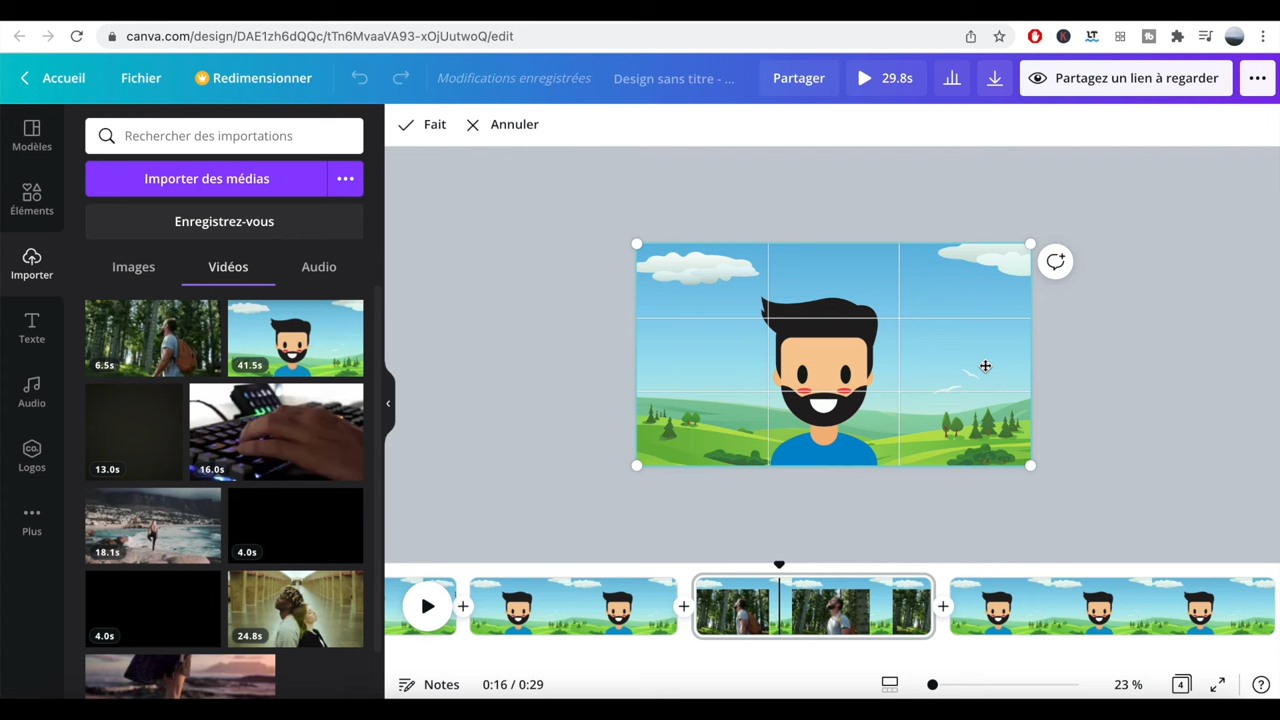 canva.com/design/DAE1zh6dQQc/tTn6MvaaVA93-xOjUutwoQ/edit
Accueil
Fichier
Redimensionner
Modifications enregistrées
Design sans titre - ...
Partager
29.8s
Partagez un lien à regarder
Modèles
Éléments
Importer
Texte
Audio
CO.
Logos
Plus
Rechercher des importations
Importer des médias
Enregistrez-vous
Images
Vidéos
Audio
6.5s
41.5s
13.0s
16.0s
18.1s
4.0s
4.0s
24.8s
Fait
Annuler
Notes
0:16 / 0:29
23 %
4